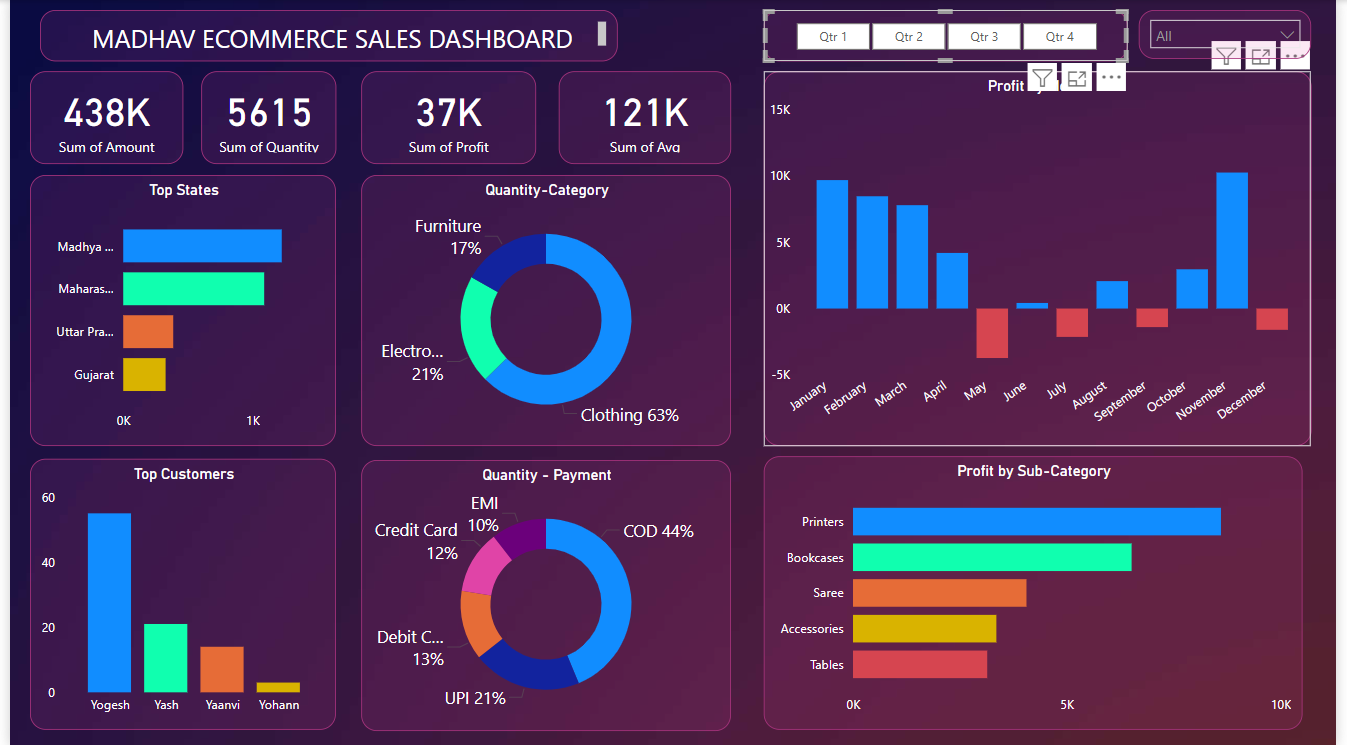 MADHAV ECOMMERCE SALES DASHBOARD
Qtr 1
Qtr 2
Qtr 3
Qtr 4
All
438K
Sum of Amount
5615
Sum of Quantity
37K
Sum of Profit
121K
Sum of Avg
Top States
Madhya ...
Maharas...
Uttar Pra...
Gujarat
0K 1K
Quantity-Category
Furniture
17%
Electro...
21%
Clothing 63%
Profit
15K
10K
5K
0K
-5K
January February March April May June July August September October November December
Top Customers
60
40
20
0
Yogesh Yash Yaanvi Yohann
Quantity - Payment
EMI
10%
Credit Card
12%
COD 44%
Debit C...
13%
UPI 21%
Profit by Sub-Category
Printers
Bookcases
Saree
Accessories
Tables
0K 5K 10K